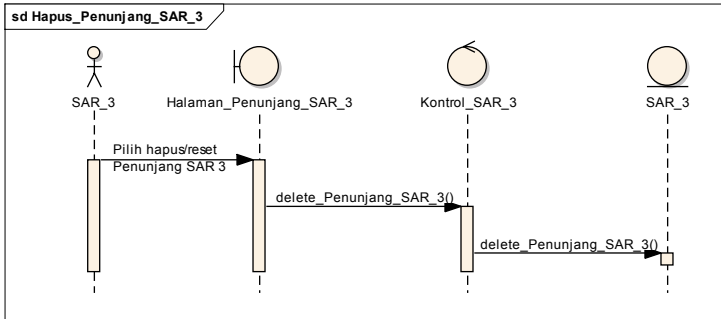 sd Hapus_Penunjang_SAR_3
SAR_3
Halaman_Penunjang_SAR_3
Kontrol_SAR_3
SAR_3
Pilih hapus/reset
Penunjang SAR 3
delete_Penunjang_SAR_3()
delete_Penunjang_SAR_3()